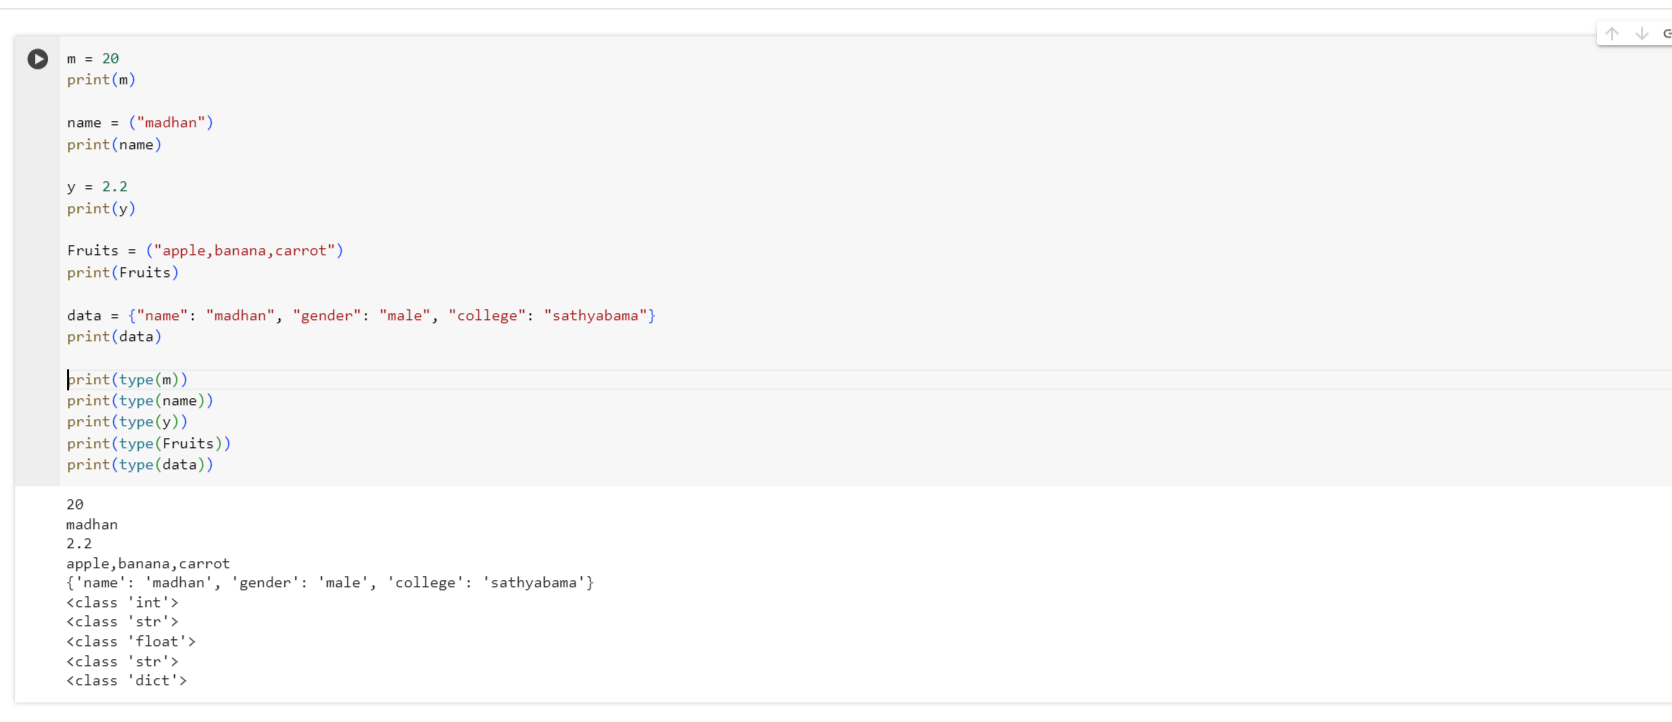 m = 20
print(m)
name = ("madhan")
print(name)
y = 2.2
print(y)
Fruits = ("apple,banana,carrot")
print(Fruits)
data = {"name": "madhan", "gender": "male", "college": "sathyabama"}
print(data)
print(type(m))
print(type(name))
print(type(y))
print(type(Fruits))
print(type(data))
20
madhan
2.2
apple,banana,carrot
{'name': 'madhan', 'gender': 'male', 'college': 'sathyabama'}
<class 'int'>
<class 'str'>
<class 'float'>
<class 'str'>
<class 'dict'>